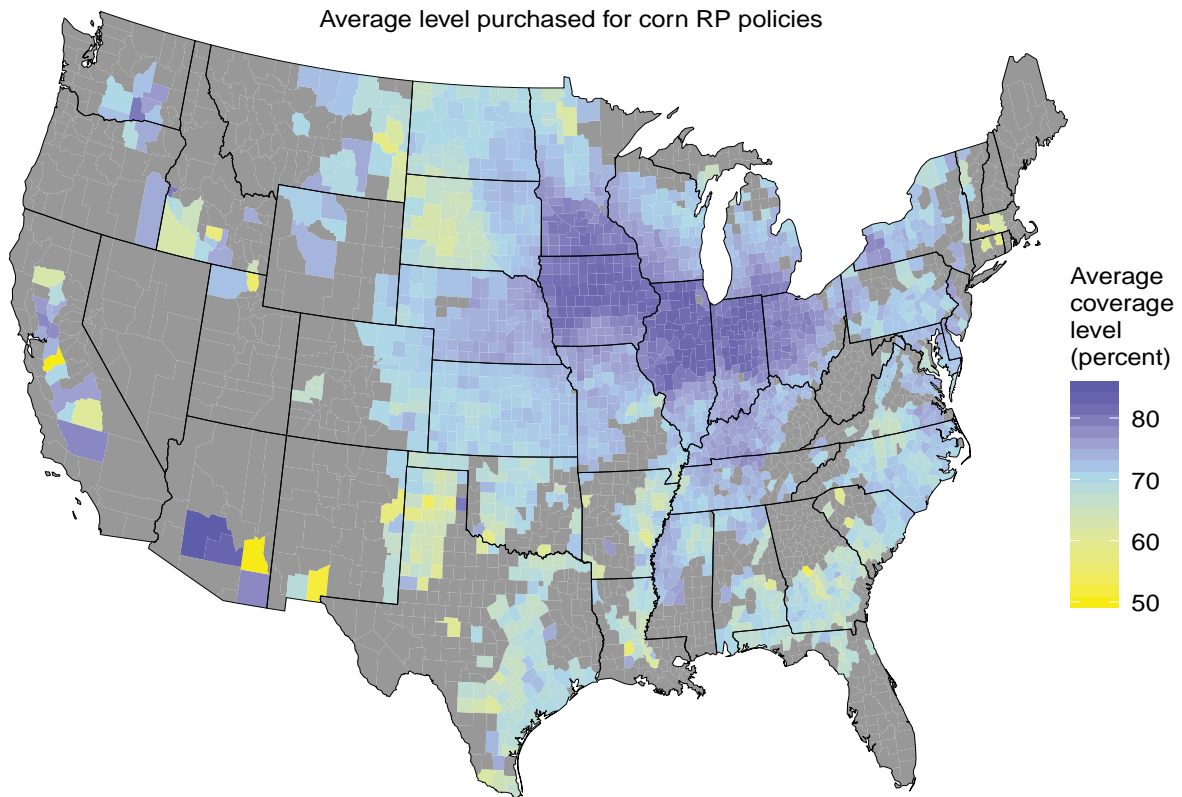 Average level purchased for corn RP policies
Average
coverage
level
(percent)
80
70
60
50